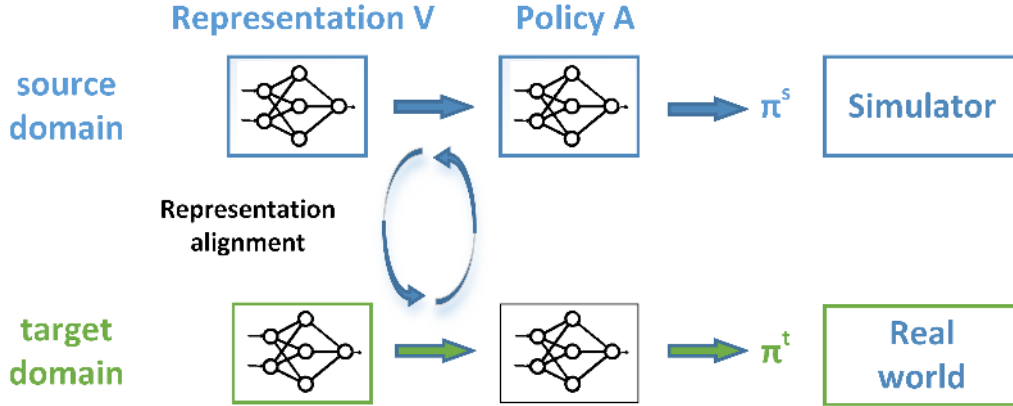 Representation V
Policy A
source
domain
π^s
Simulator
Representation
alignment
target
domain
π^t
Real
world